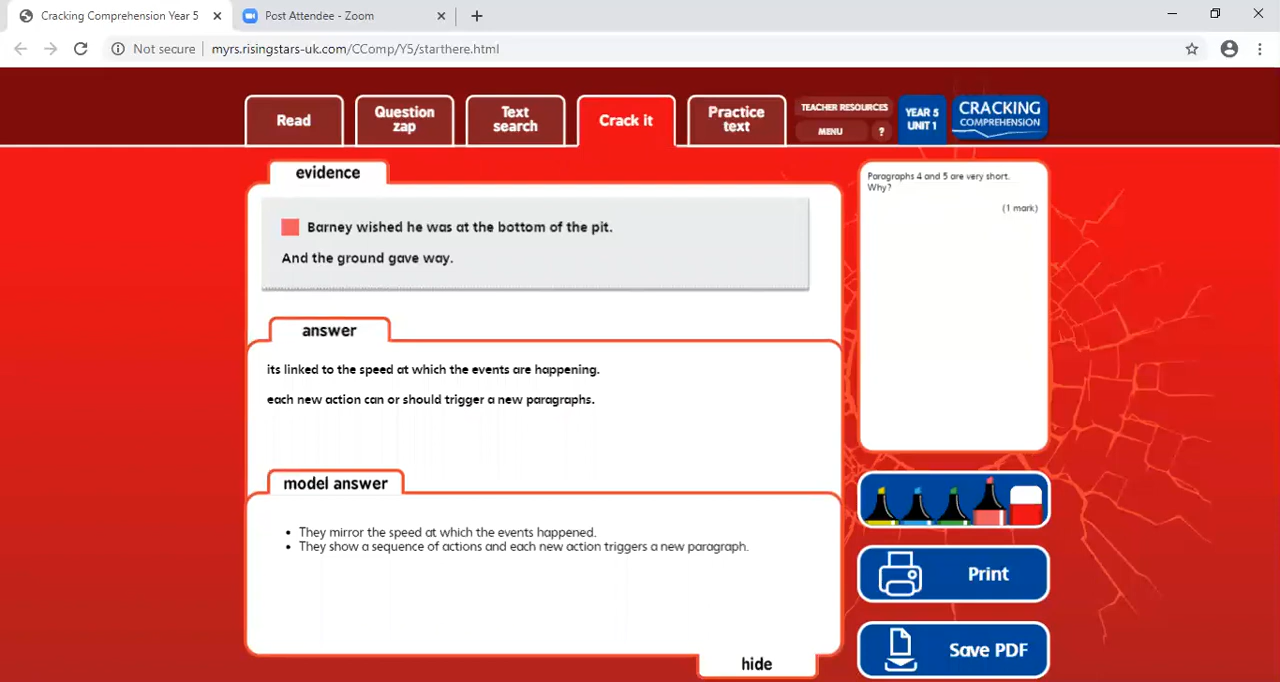 Cracking Comprehension Year 5
Post Attendee - Zoom
Not secure
myrs.risingstars-uk.com/CComp/Y5/starthere.html
Read
Question
zap
Text
search
Crack it
Practice
text
TEACHER RESOURCES
MENU
?
YEAR 5
UNIT 1
CRACKING
COMPREHENSION
evidence
Barney wished he was at the bottom of the pit.
And the ground gave way.
Paragraphs 4 and 5 are very short.
Why?
(1 mark)
answer
its linked to the speed at which the events are happening.
each new action can or should trigger a new paragraphs.
model answer
• They mirror the speed at which the events happened.
• They show a sequence of actions and each new action triggers a new paragraph.
hide
Print
Save PDF